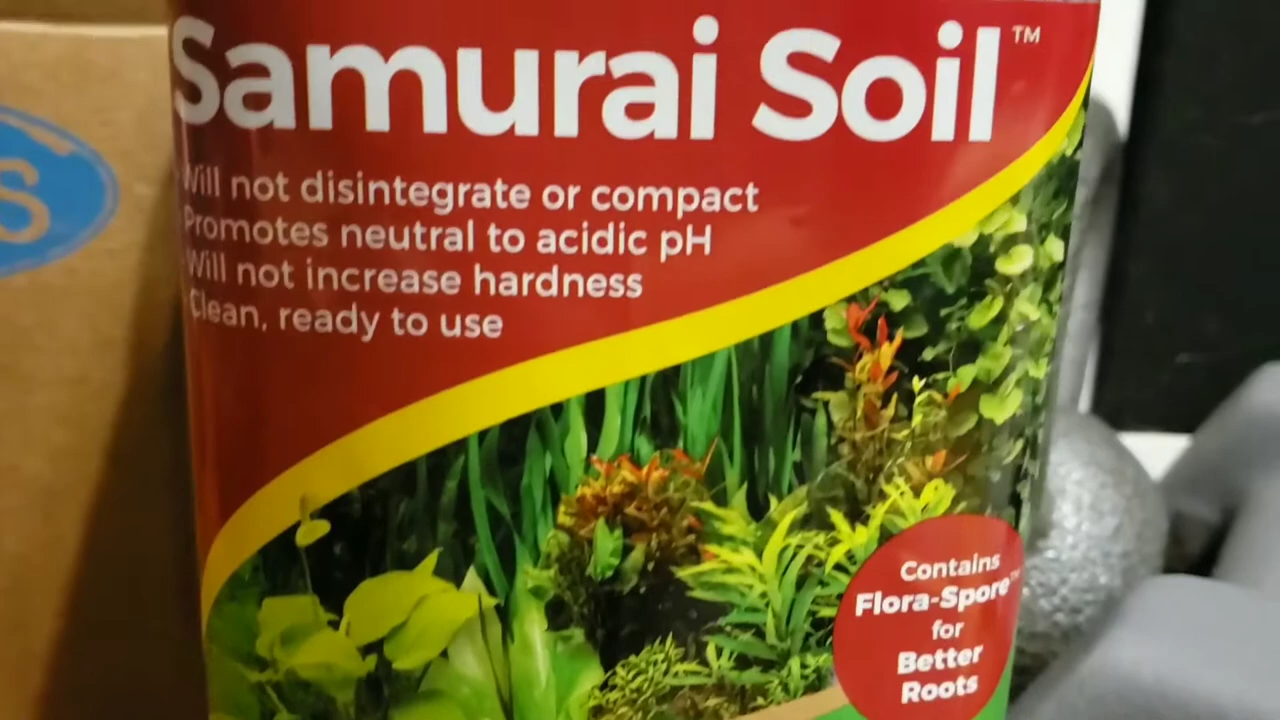 Samurai Soil™
Will not disintegrate or compact
Promotes neutral to acidic pH
Will not increase hardness
Clean, ready to use
S
Contains
Flora-Spore™
for
Better
Roots